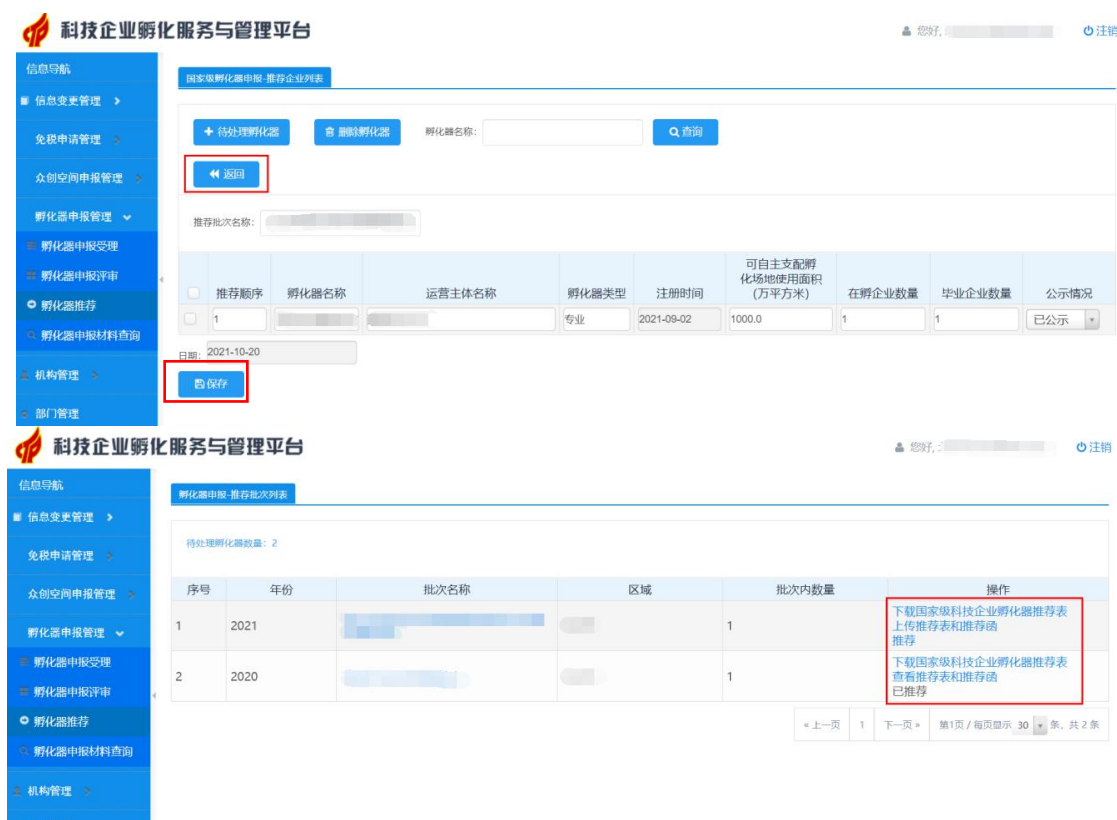 科技企业孵化服务与管理平台
您好,
注销
信息导航
信息变更管理
免税申请管理
众创空间申报管理
孵化器申报管理
孵化器申报受理
孵化器申报评审
孵化器推荐
孵化器申报材料查询
机构管理
部门管理
国家级孵化器申报-推荐企业列表
待处理孵化器 删除孵化器 孵化器名称: 查询
返回
推荐批次名称:
推荐顺序 孵化器名称 运营主体名称 孵化器类型 注册时间 可自主支配孵化场地使用面积(万平方米) 在孵企业数量 毕业企业数量 公示情况
1 专业 2021-09-02 1000.0 1 1 已公示
日期: 2021-10-20
保存
科技企业孵化服务与管理平台
您好,
注销
信息导航
信息变更管理
免税申请管理
众创空间申报管理
孵化器申报管理
孵化器申报受理
孵化器申报评审
孵化器推荐
孵化器申报材料查询
机构管理
孵化器申报-推荐批次列表
待处理孵化器数量: 2
序号 年份 批次名称 区域 批次内数量 操作
1 2021 1 下载国家级科技企业孵化器推荐表
上传推荐表和推荐函
推荐
2 2020 1 下载国家级科技企业孵化器推荐表
查看推荐表和推荐函
已推荐
«上一页 1 下一页» 第1页/每页显示 30 条, 共2条